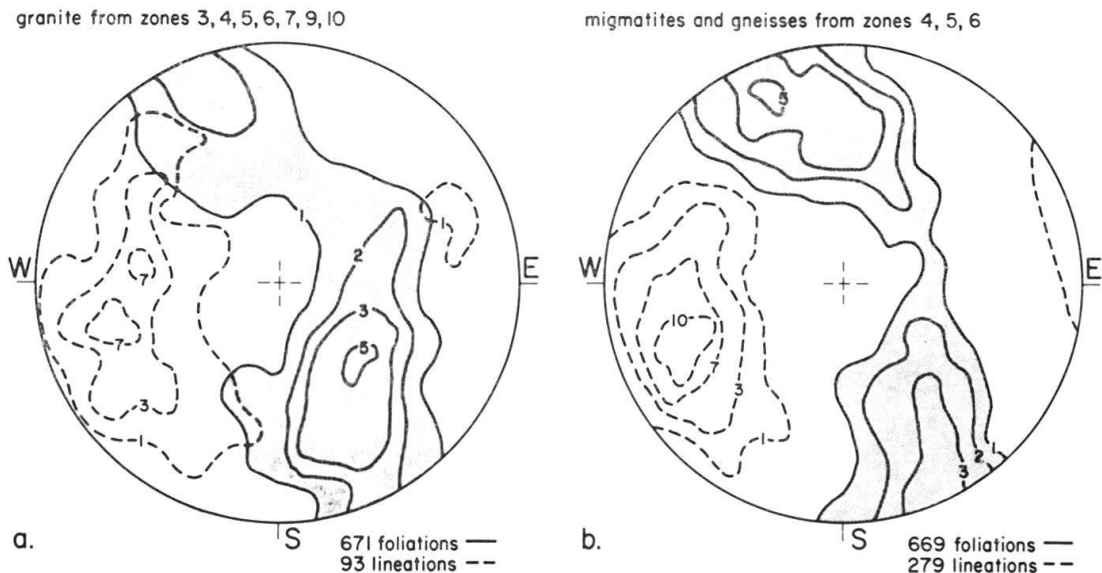 granite from zones 3, 4, 5, 6, 7, 9, 10
migmatites and gneisses from zones 4, 5, 6
W
E
S
1
2
3
5
7
7
3
1
1
a.
671 foliations
93 lineations
W
E
S
5
10
7
3
1
1
2
3
b.
669 foliations
279 lineations